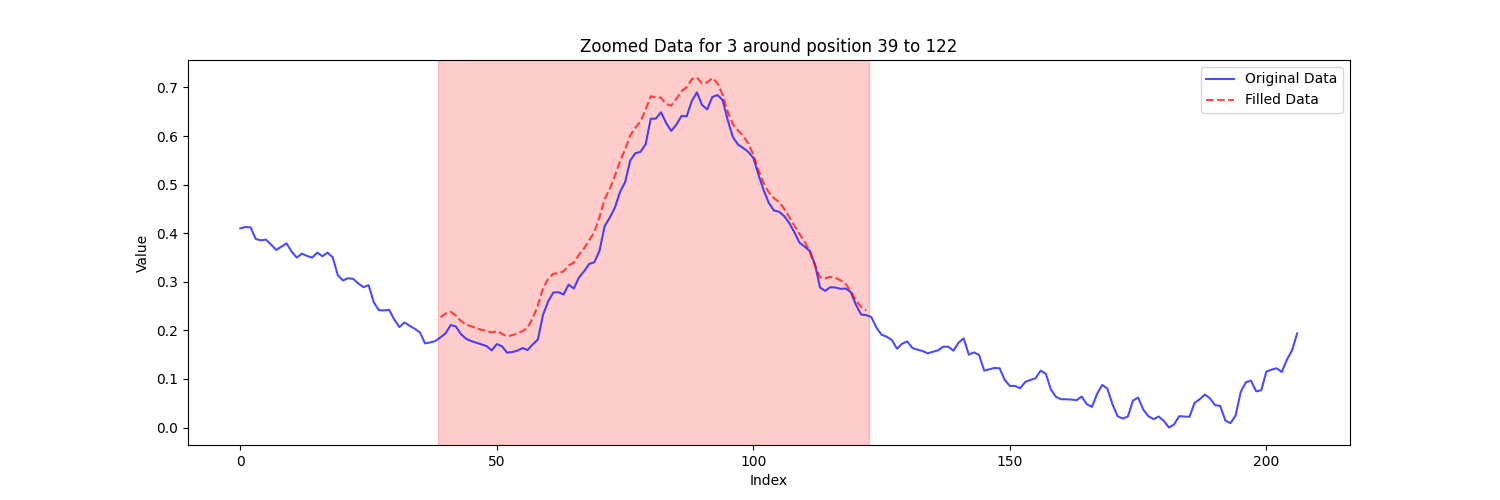 Zoomed Data for 3 around position 39 to 122
Original Data
Filled Data
Value
0.7
0.6
0.5
0.4
0.3
0.2
0.1
0.0
0
50
100
150
200
Index